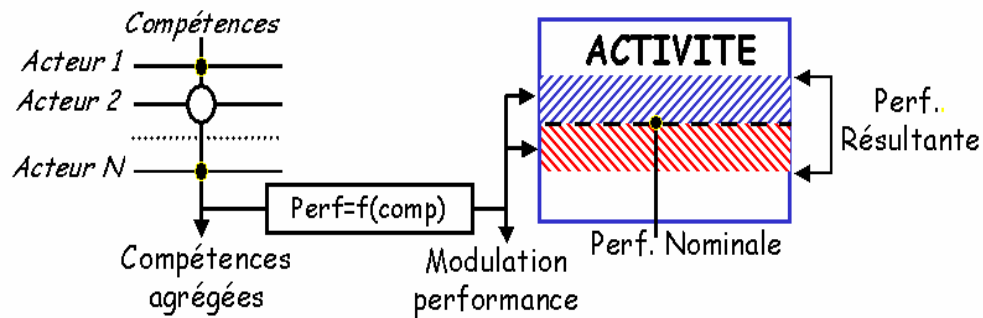 Compétences
Acteur 1
Acteur 2
Acteur N
Perf=f(comp)
Compétences
agrégées
Modulation
performance
ACTIVITE
Perf. Nominale
Perf.
Résultante